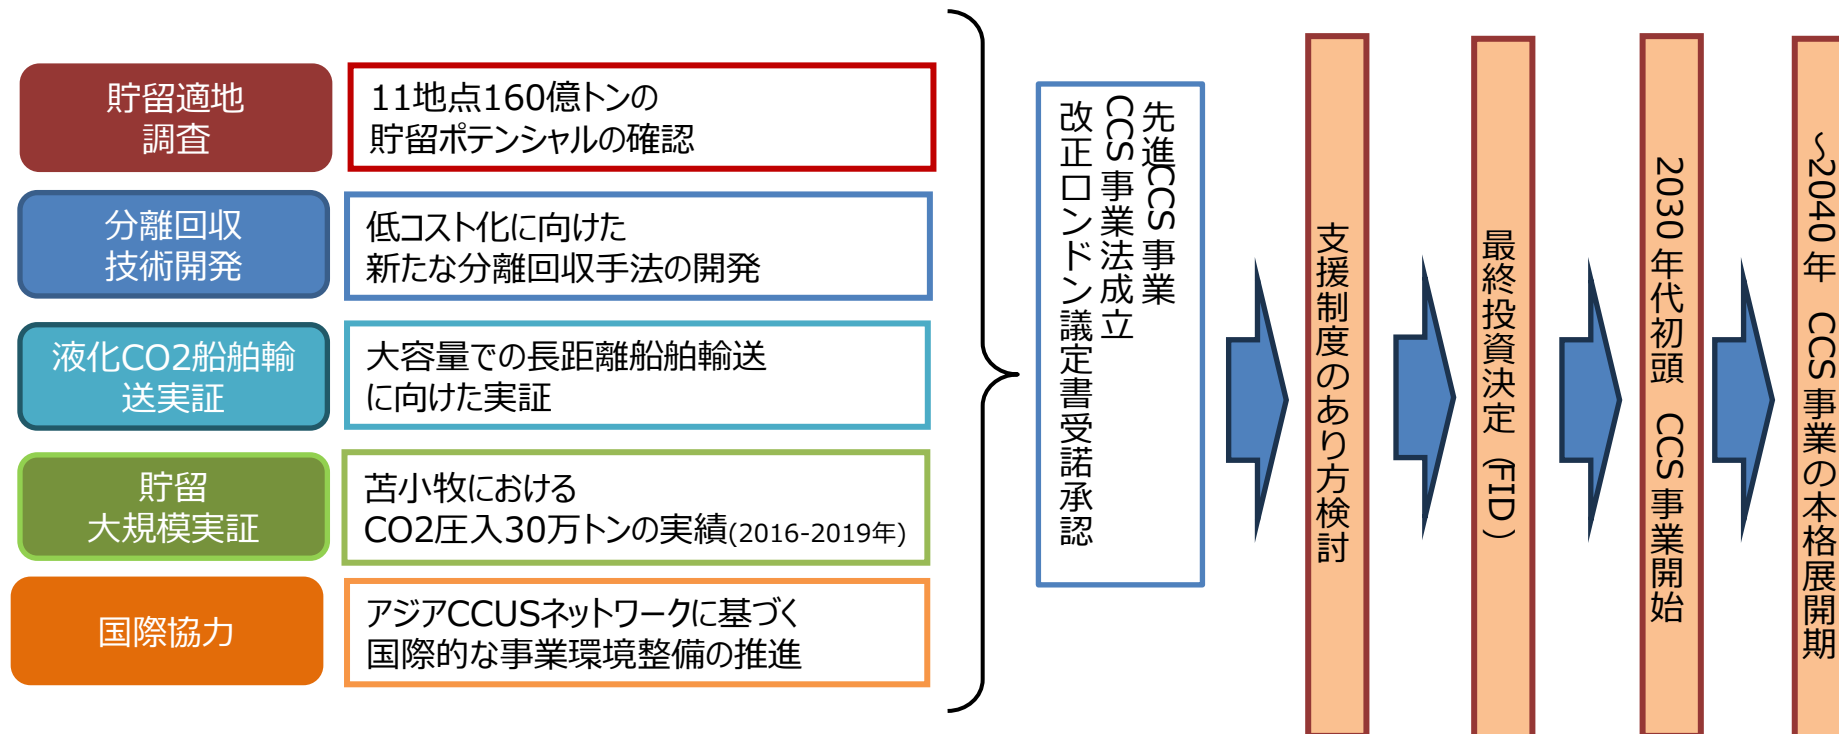 貯留適地
調査
11地点160億トンの
貯留ポテンシャルの確認
分離回収
技術開発
低コスト化に向けた
新たな分離回収手法の開発
液化CO2船舶輸
送実証
大容量での長距離船舶輸送
に向けた実証
貯留
大規模実証
苫小牧における
CO2圧入30万トンの実績(2016-2019年)
国際協力
アジアCCUSネットワークに基づく
国際的な事業環境整備の推進
先進CCS事業
CCS事業法成立
改正ロンドン議定書受諾承認
支援制度のあり方検討
最終投資決定（FID）
2030年代初頭　CCS事業開始
～2040年　CCS事業の本格展開期